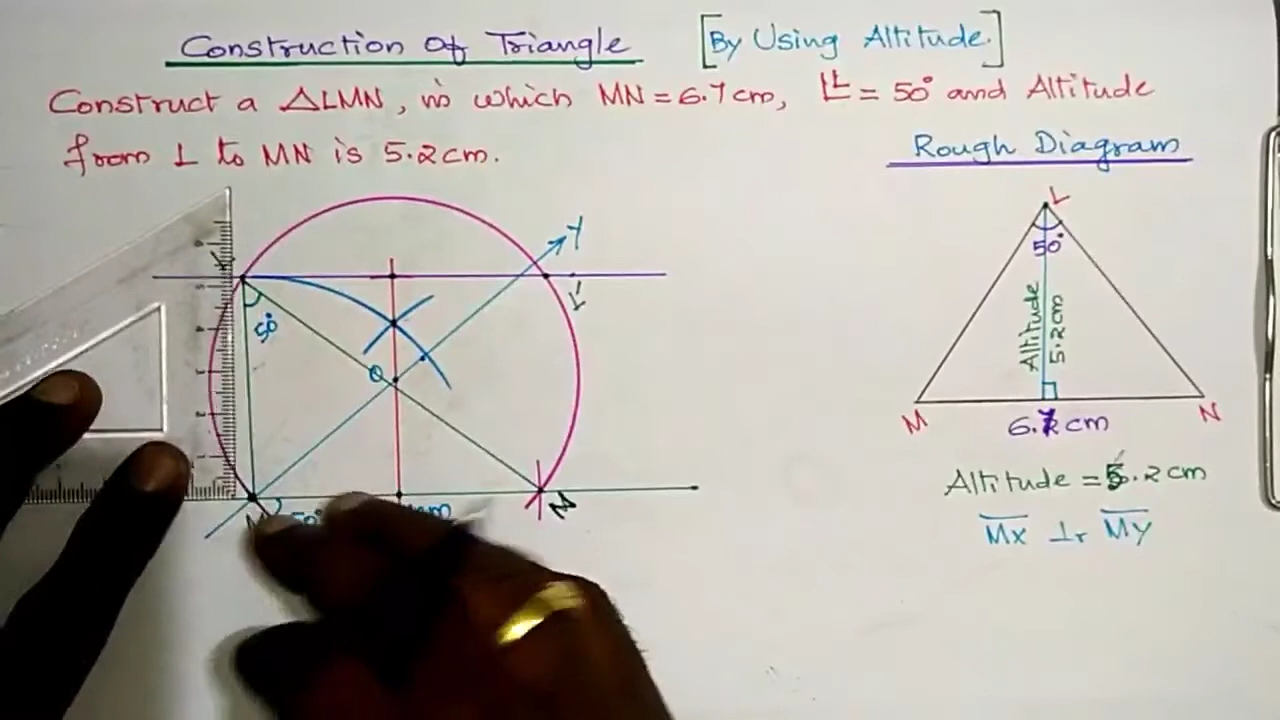 Construction Of Triangle [By Using Altitude.]
Construct a △LMN, in which MN = 6.7 cm, ∠L = 50° and Altitude
from L to MN is 5.2 cm.
Rough Diagram
L
50°
Altitude
5.2 cm
M
N
6.7 cm
Altitude = 5.2 cm
MX ⊥r MY
Y
L
50°
O
M
50°
cm
N